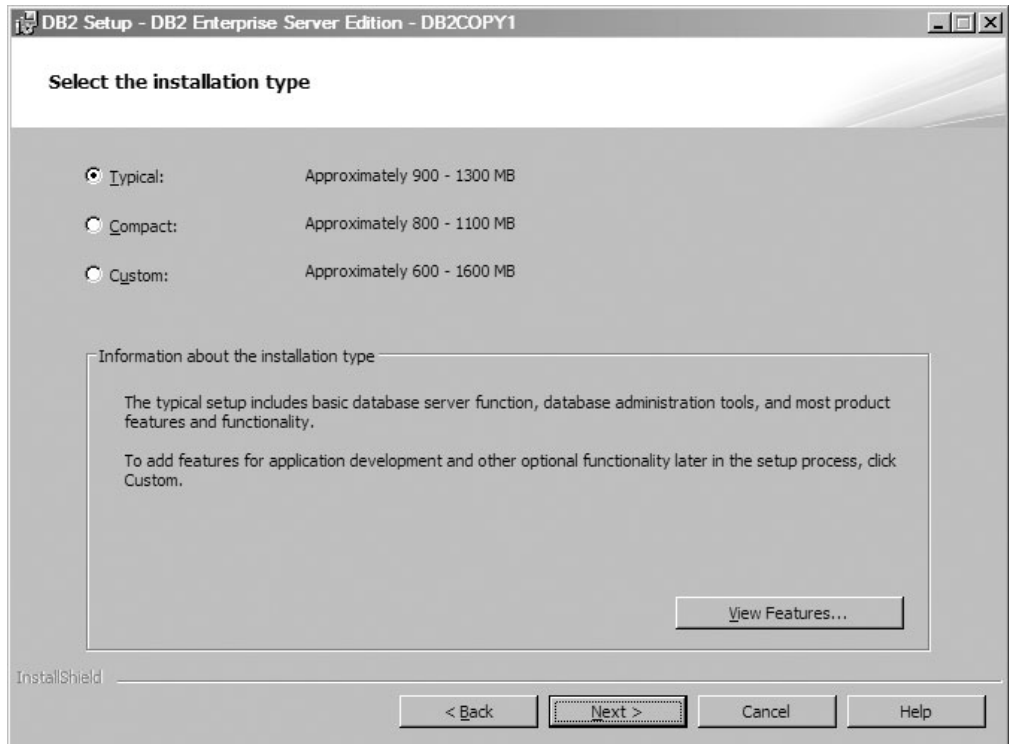 DB2 Setup - DB2 Enterprise Server Edition - DB2COPY1
Select the installation type
Typical: Approximately 900 - 1300 MB
Compact: Approximately 800 - 1100 MB
Custom: Approximately 600 - 1600 MB
Information about the installation type
The typical setup includes basic database server function, database administration tools, and most product
features and functionality.
To add features for application development and other optional functionality later in the setup process, click
Custom.
View Features...
InstallShield
< Back Next > Cancel Help